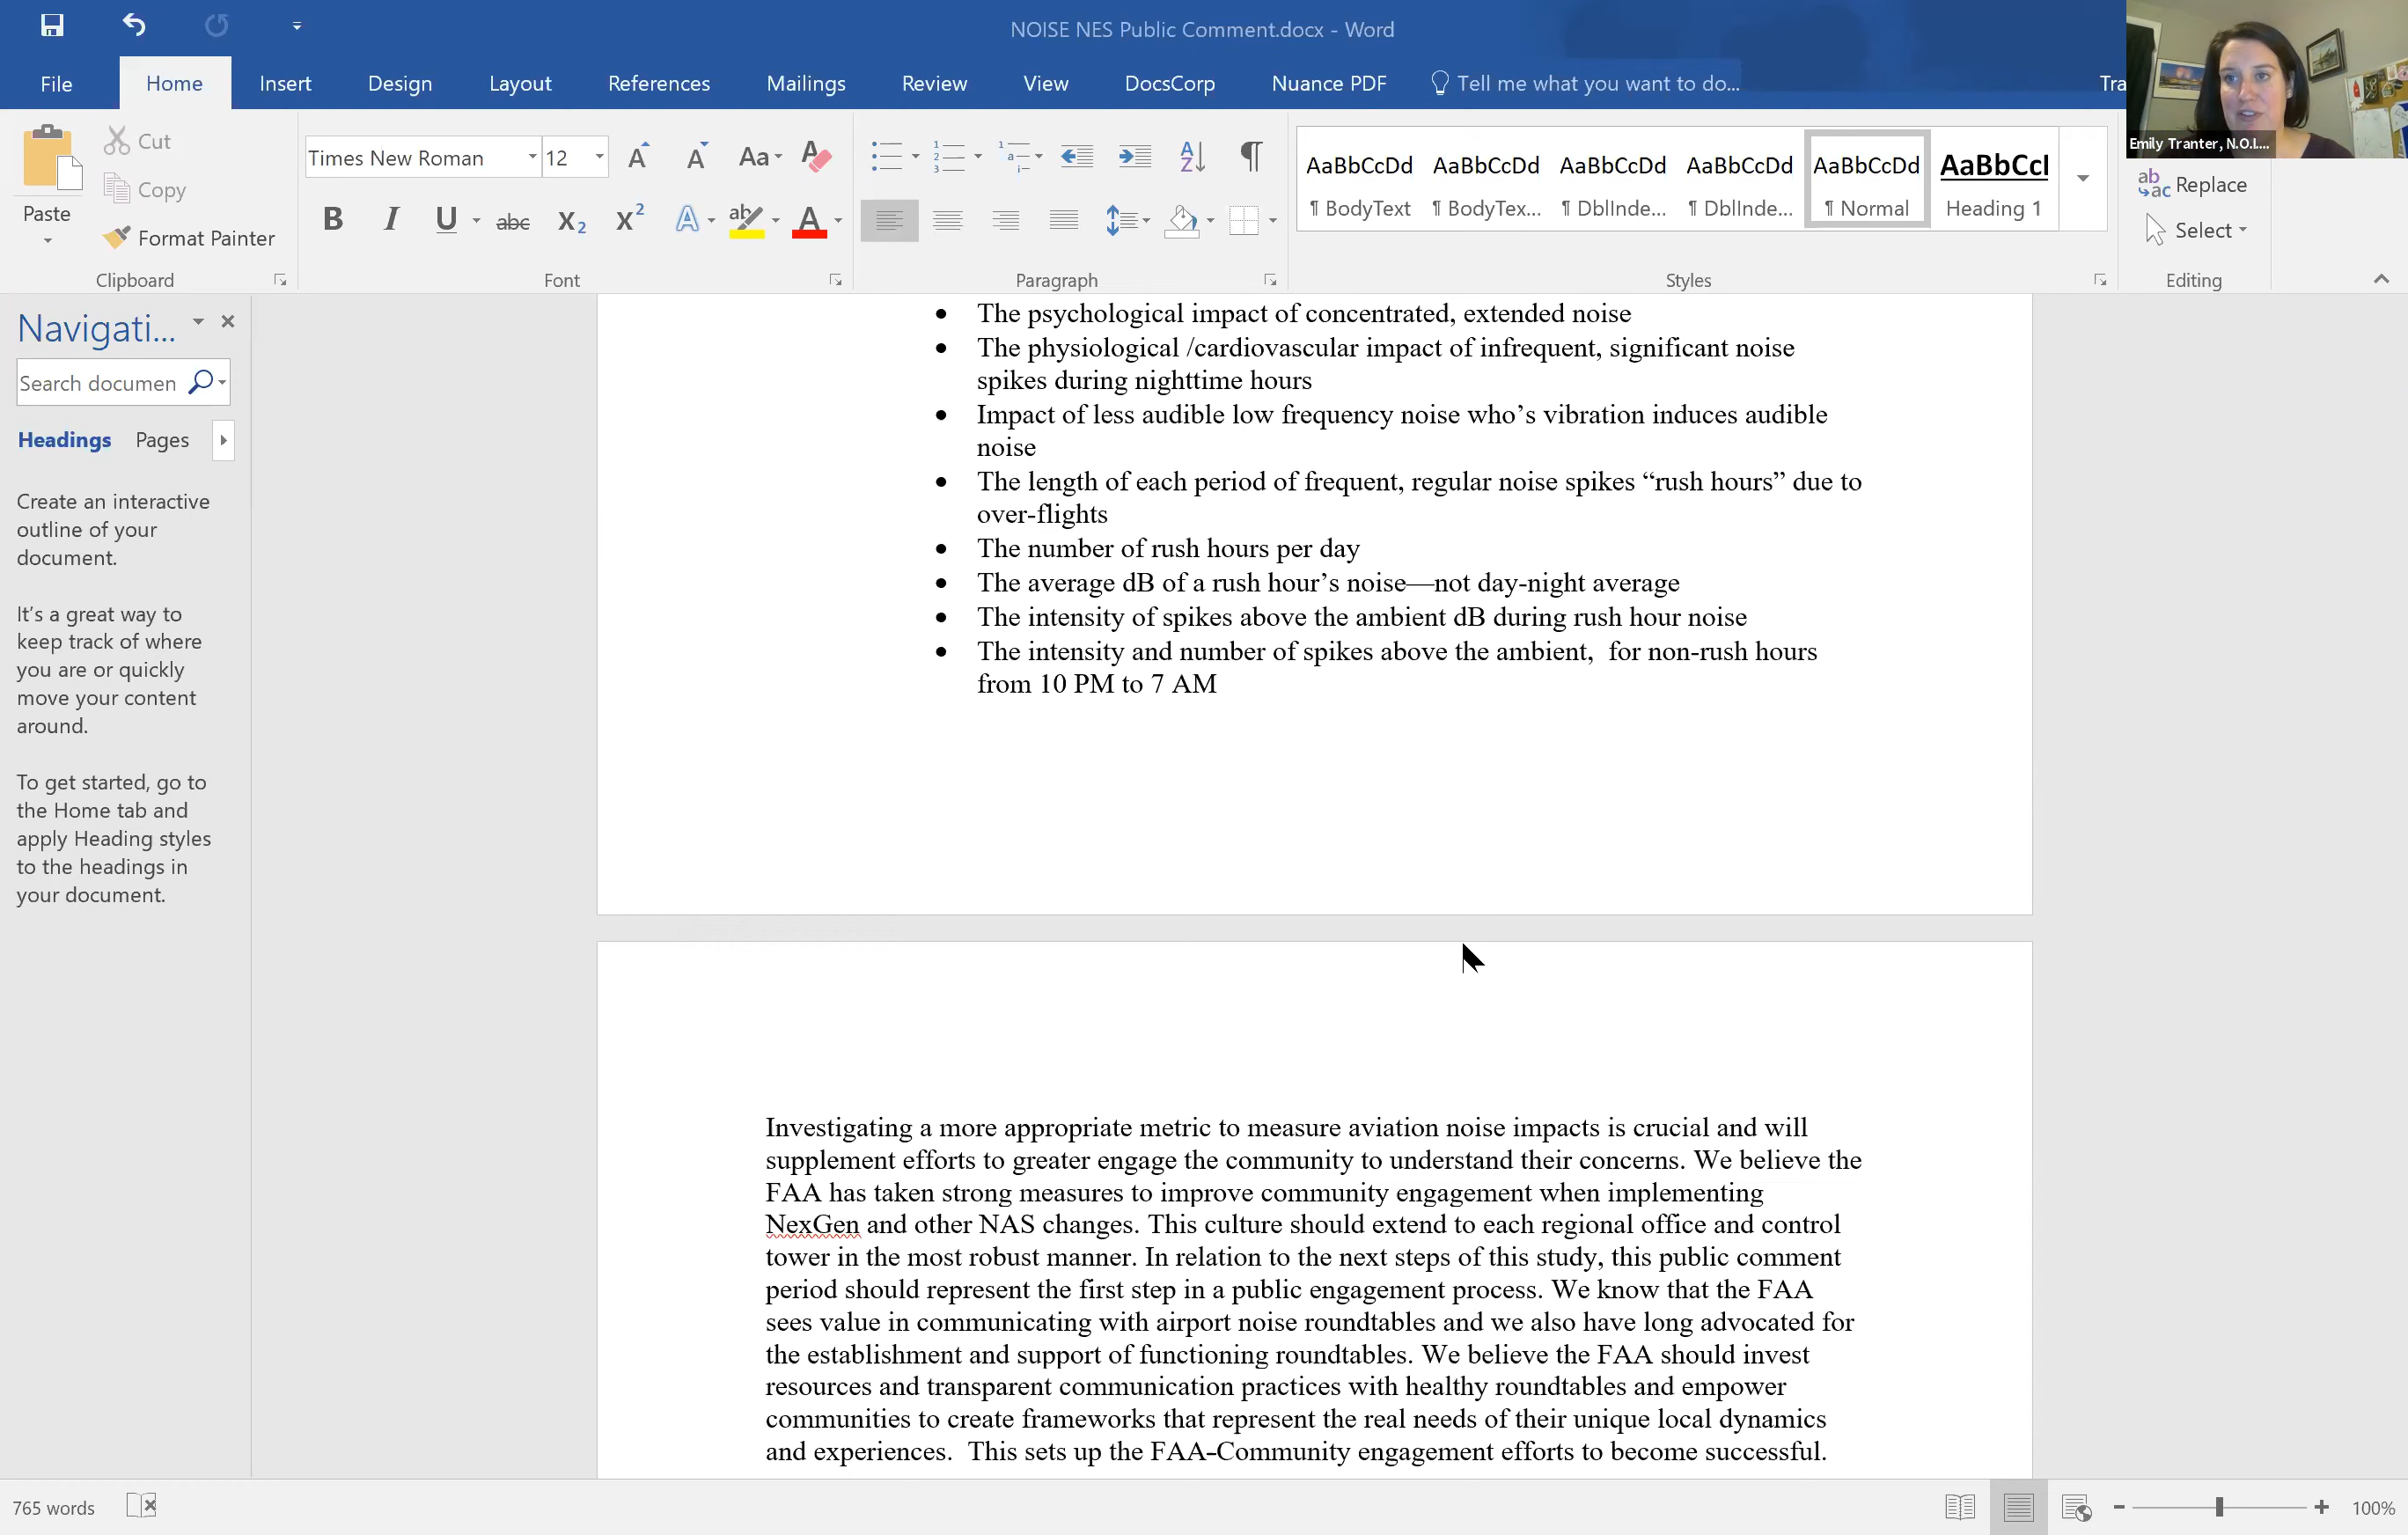 NOISE NES Public Comment.docx - Word
File Home Insert Design Layout References Mailings Review View DocsCorp Nuance PDF Tell me what you want to do... Tra
Emily Tranter, N.O.I....
Paste
Cut
Copy
Format Painter
Clipboard
Times New Roman 12
Font
Paragraph
AaBbCcDd AaBbCcDd AaBbCcDd AaBbCcDd AaBbCcDd AaBbCcI
¶ BodyText ¶ BodyTex... ¶ DblInde... ¶ DblInde... ¶ Normal Heading 1
Styles
Replace
Select
Editing
Navigati...
Search documen
Headings Pages
Create an interactive
outline of your
document.
It's a great way to
keep track of where
you are or quickly
move your content
around.
To get started, go to
the Home tab and
apply Heading styles
to the headings in
your document.
• The psychological impact of concentrated, extended noise
• The physiological /cardiovascular impact of infrequent, significant noise
spikes during nighttime hours
• Impact of less audible low frequency noise who's vibration induces audible
noise
• The length of each period of frequent, regular noise spikes “rush hours” due to
over-flights
• The number of rush hours per day
• The average dB of a rush hour's noise—not day-night average
• The intensity of spikes above the ambient dB during rush hour noise
• The intensity and number of spikes above the ambient,  for non-rush hours
from 10 PM to 7 AM
Investigating a more appropriate metric to measure aviation noise impacts is crucial and will
supplement efforts to greater engage the community to understand their concerns. We believe the
FAA has taken strong measures to improve community engagement when implementing
NexGen and other NAS changes. This culture should extend to each regional office and control
tower in the most robust manner. In relation to the next steps of this study, this public comment
period should represent the first step in a public engagement process. We know that the FAA
sees value in communicating with airport noise roundtables and we also have long advocated for
the establishment and support of functioning roundtables. We believe the FAA should invest
resources and transparent communication practices with healthy roundtables and empower
communities to create frameworks that represent the real needs of their unique local dynamics
and experiences.  This sets up the FAA-Community engagement efforts to become successful.
765 words
100%